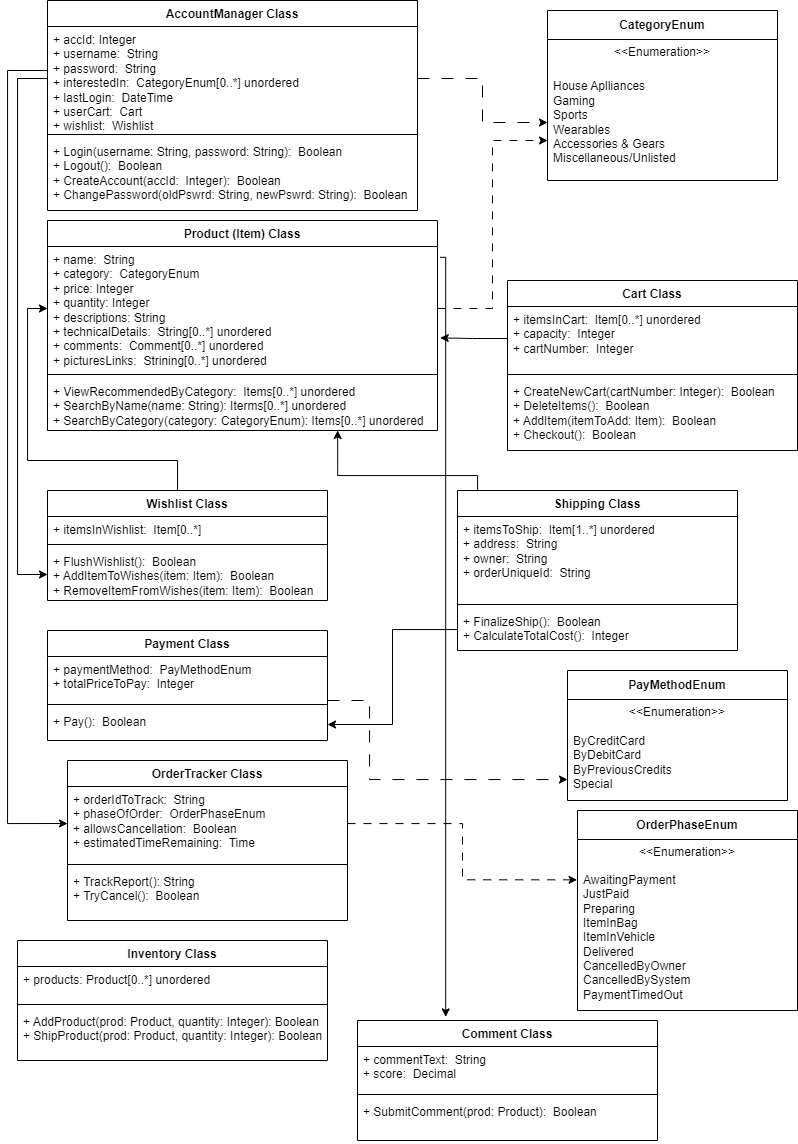 AccountManager Class
+ accId: Integer
+ username:  String
+ password:  String
+ interestedIn:  CategoryEnum[0..*] unordered
+ lastLogin:  DateTime
+ userCart:  Cart
+ wishlist:  Wishlist
+ Login(username: String, password: String):  Boolean
+ Logout():  Boolean
+ CreateAccount(accId:  Integer):  Boolean
+ ChangePassword(oldPswrd: String, newPswrd: String):  Boolean
CategoryEnum
<<Enumeration>>
House Aplliances
Gaming
Sports
Wearables
Accessories & Gears
Miscellaneous/Unlisted
Product (Item) Class
+ name:  String
+ category:  CategoryEnum
+ price: Integer
+ quantity: Integer
+ descriptions: String
+ technicalDetails:  String[0..*] unordered
+ comments:  Comment[0..*] unordered
+ picturesLinks:  Strining[0..*] unordered
+ ViewRecommendedByCategory:  Items[0..*] unordered
+ SearchByName(name: String): Iterms[0..*] unordered
+ SearchByCategory(category: CategoryEnum): Items[0..*] unordered
Cart Class
+ itemsInCart:  Item[0..*] unordered
+ capacity:  Integer
+ cartNumber:  Integer
+ CreateNewCart(cartNumber: Integer):  Boolean
+ DeleteItems():  Boolean
+ AddItem(itemToAdd: Item):  Boolean
+ Checkout():  Boolean
Wishlist Class
+ itemsInWishlist:  Item[0..*]
+ FlushWishlist():  Boolean
+ AddItemToWishes(item: Item):  Boolean
+ RemoveItemFromWishes(item: Item):  Boolean
Shipping Class
+ itemsToShip:  Item[1..*] unordered
+ address:  String
+ owner:  String
+ orderUniqueId:  String
+ FinalizeShip():  Boolean
+ CalculateTotalCost():  Integer
Payment Class
+ paymentMethod:  PayMethodEnum
+ totalPriceToPay:  Integer
+ Pay():  Boolean
PayMethodEnum
<<Enumeration>>
ByCreditCard
ByDebitCard
ByPreviousCredits
Special
OrderTracker Class
+ orderIdToTrack:  String
+ phaseOfOrder:  OrderPhaseEnum
+ allowsCancellation:  Boolean
+ estimatedTimeRemaining:  Time
+ TrackReport(): String
+ TryCancel():  Boolean
OrderPhaseEnum
<<Enumeration>>
AwaitingPayment
JustPaid
Preparing
ItemInBag
ItemInVehicle
Delivered
CancelledByOwner
CancelledBySystem
PaymentTimedOut
Inventory Class
+ products: Product[0..*] unordered
+ AddProduct(prod: Product, quantity: Integer): Boolean
+ ShipProduct(prod: Product, quantity: Integer): Boolean
Comment Class
+ commentText:  String
+ score:  Decimal
+ SubmitComment(prod: Product):  Boolean